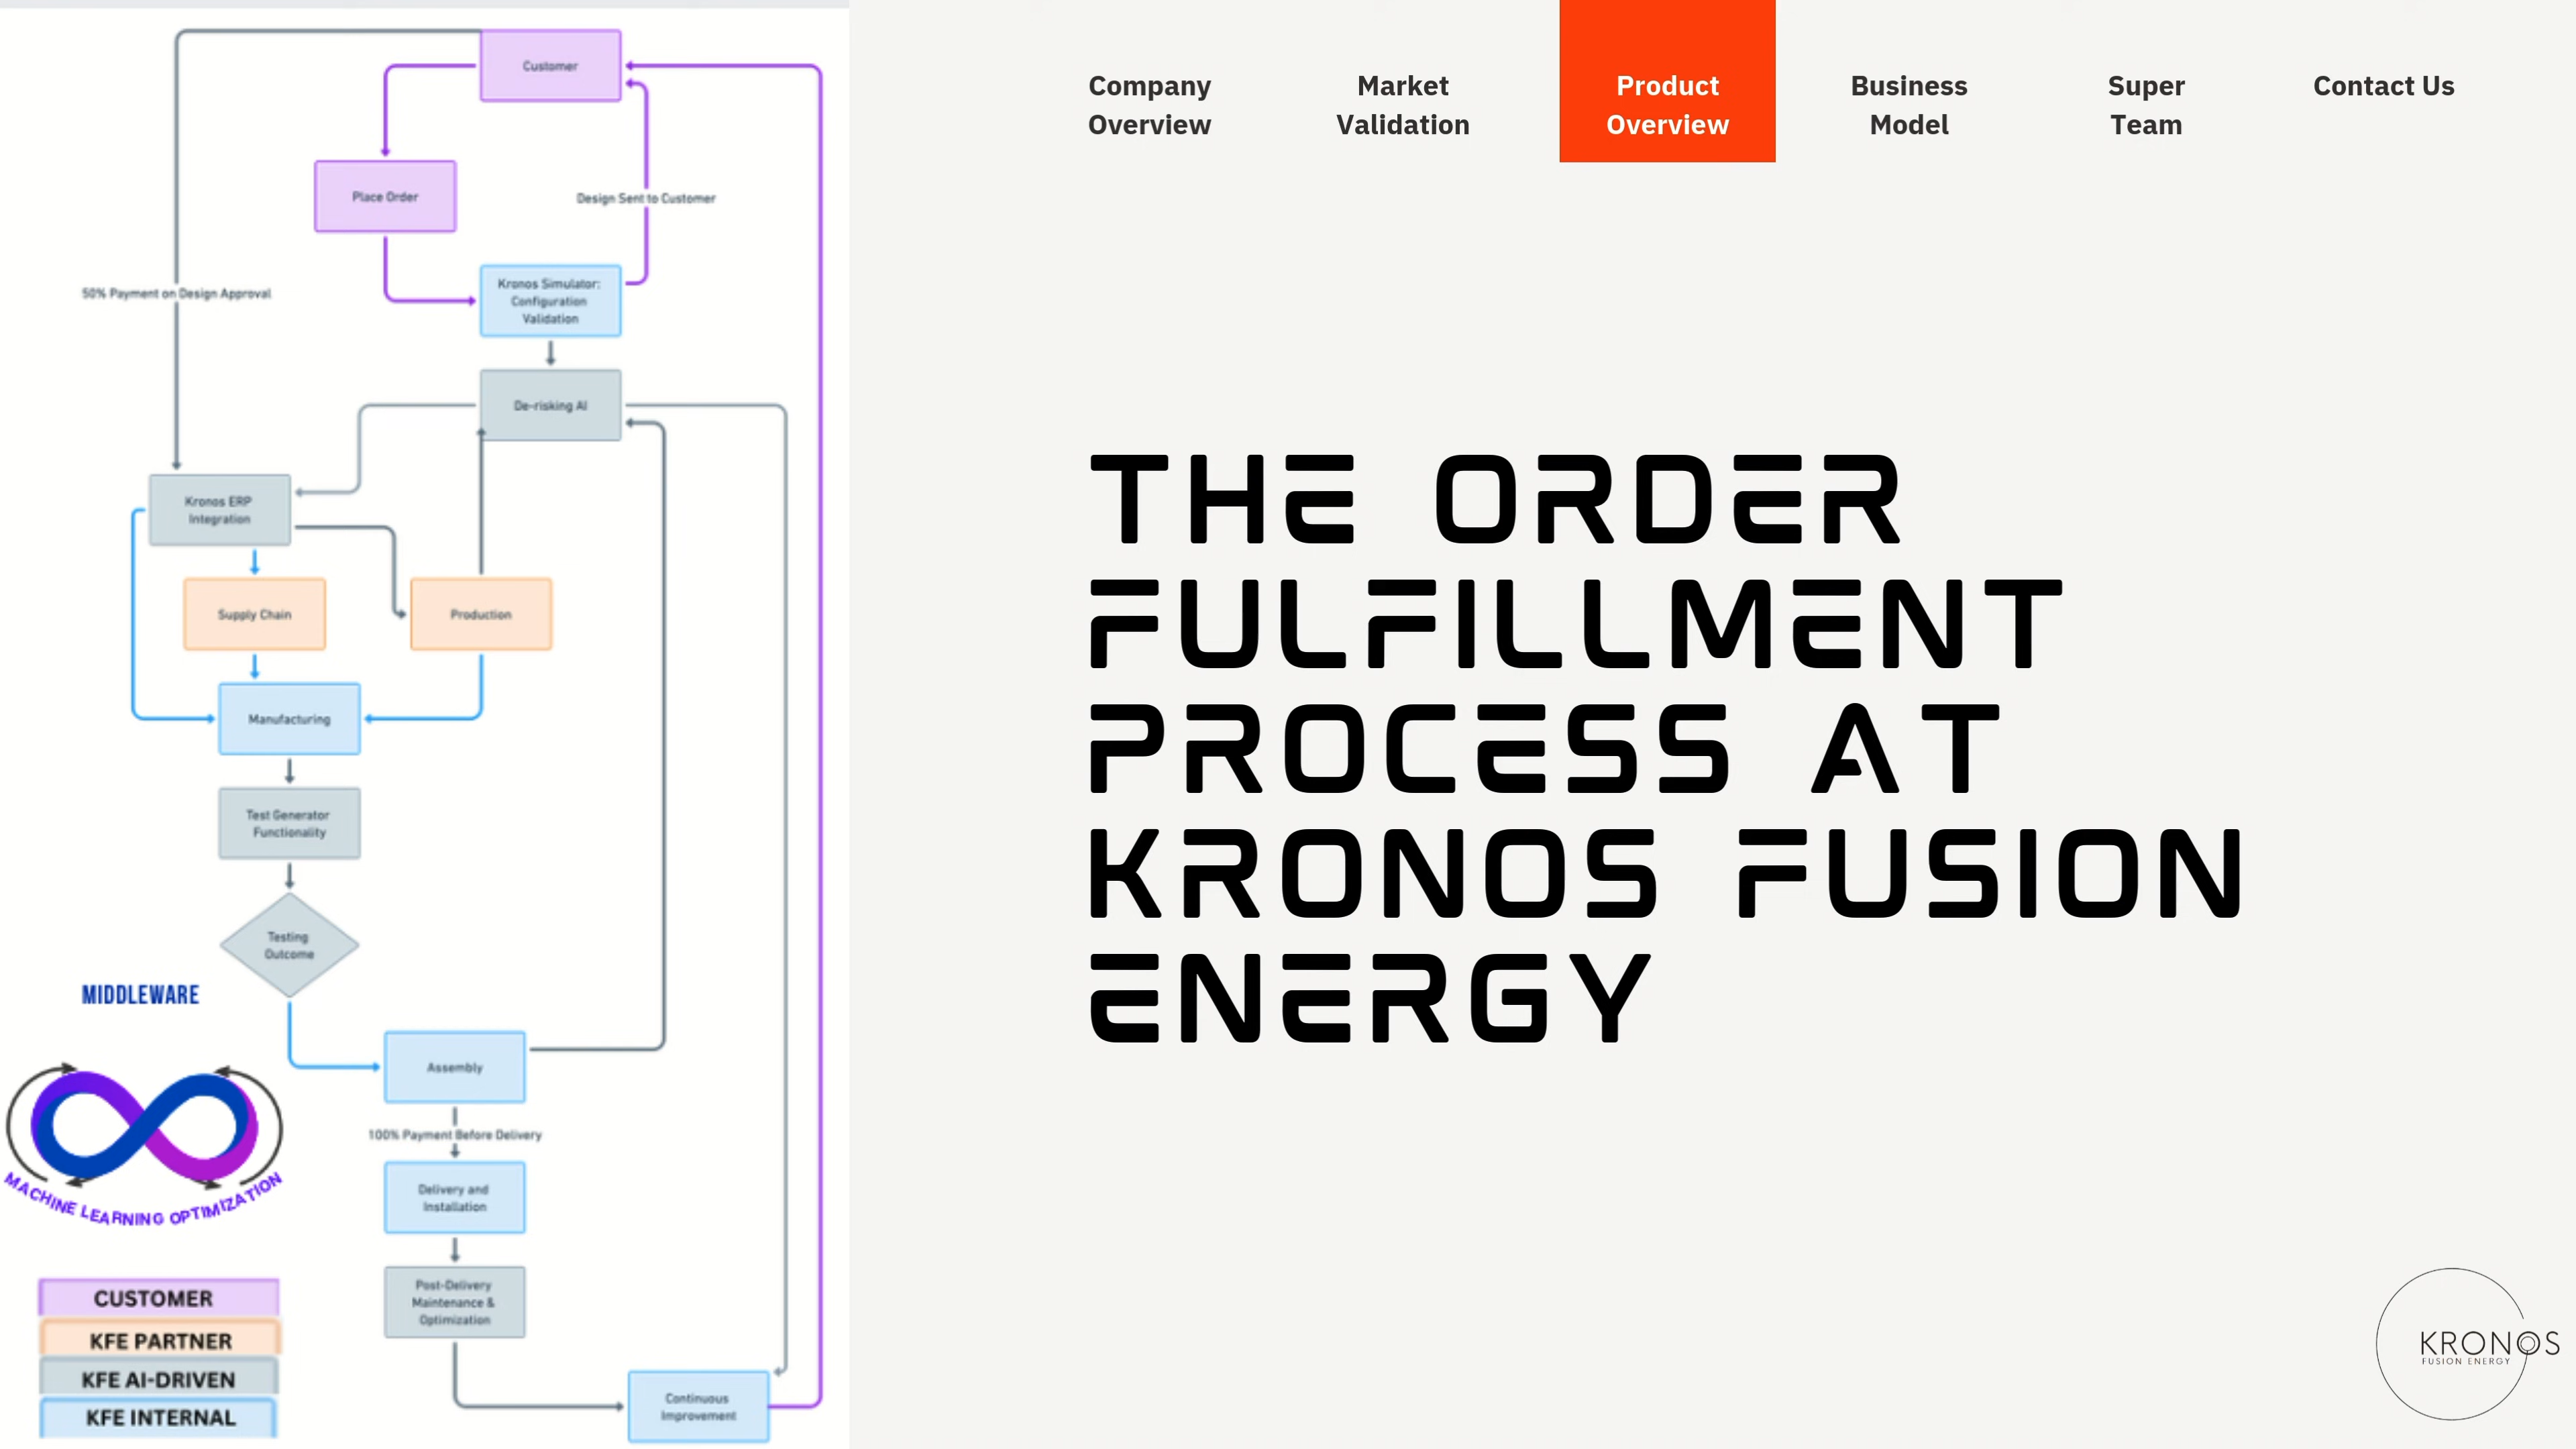 Customer
Place Order
Design Sent to Customer
Kronos Simulator:
Configuration
Validation
50% Payment on Design Approval
De-risking AI
Kronos ERP
Integration
Supply Chain
Production
Manufacturing
Test Generator
Functionality
Testing
Outcome
MIDDLEWARE
Assembly
100% Payment Before Delivery
MACHINE LEARNING OPTIMIZATION
Delivery and
Installation
Post-Delivery
Maintenance &
Optimization
Continuous
Improvement
CUSTOMER
KFE PARTNER
KFE AI-DRIVEN
KFE INTERNAL
Company
Overview
Market
Validation
Product
Overview
Business
Model
Super
Team
Contact Us
THE ORDER
FULFILLMENT
PROCESS AT
KRONOS FUSION
ENERGY
KRONOS
FUSION ENERGY